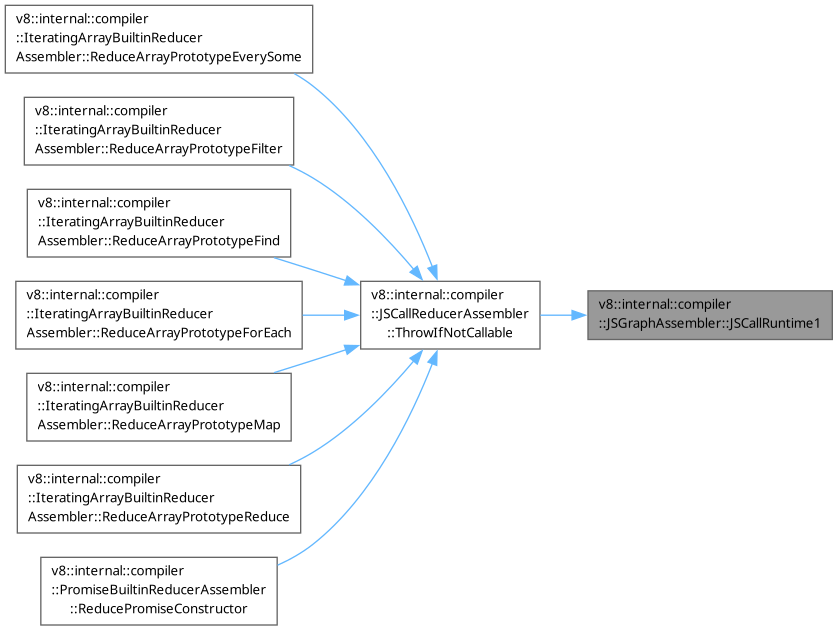 v8::internal::compiler
::IteratingArrayBuiltinReducer
Assembler::ReduceArrayPrototypeEverySome
v8::internal::compiler
::IteratingArrayBuiltinReducer
Assembler::ReduceArrayPrototypeFilter
v8::internal::compiler
::IteratingArrayBuiltinReducer
Assembler::ReduceArrayPrototypeFind
v8::internal::compiler
::IteratingArrayBuiltinReducer
Assembler::ReduceArrayPrototypeForEach
v8::internal::compiler
::IteratingArrayBuiltinReducer
Assembler::ReduceArrayPrototypeMap
v8::internal::compiler
::IteratingArrayBuiltinReducer
Assembler::ReduceArrayPrototypeReduce
v8::internal::compiler
::PromiseBuiltinReducerAssembler
::ReducePromiseConstructor
v8::internal::compiler
::JSCallReducerAssembler
::ThrowIfNotCallable
v8::internal::compiler
::JSGraphAssembler::JSCallRuntime1